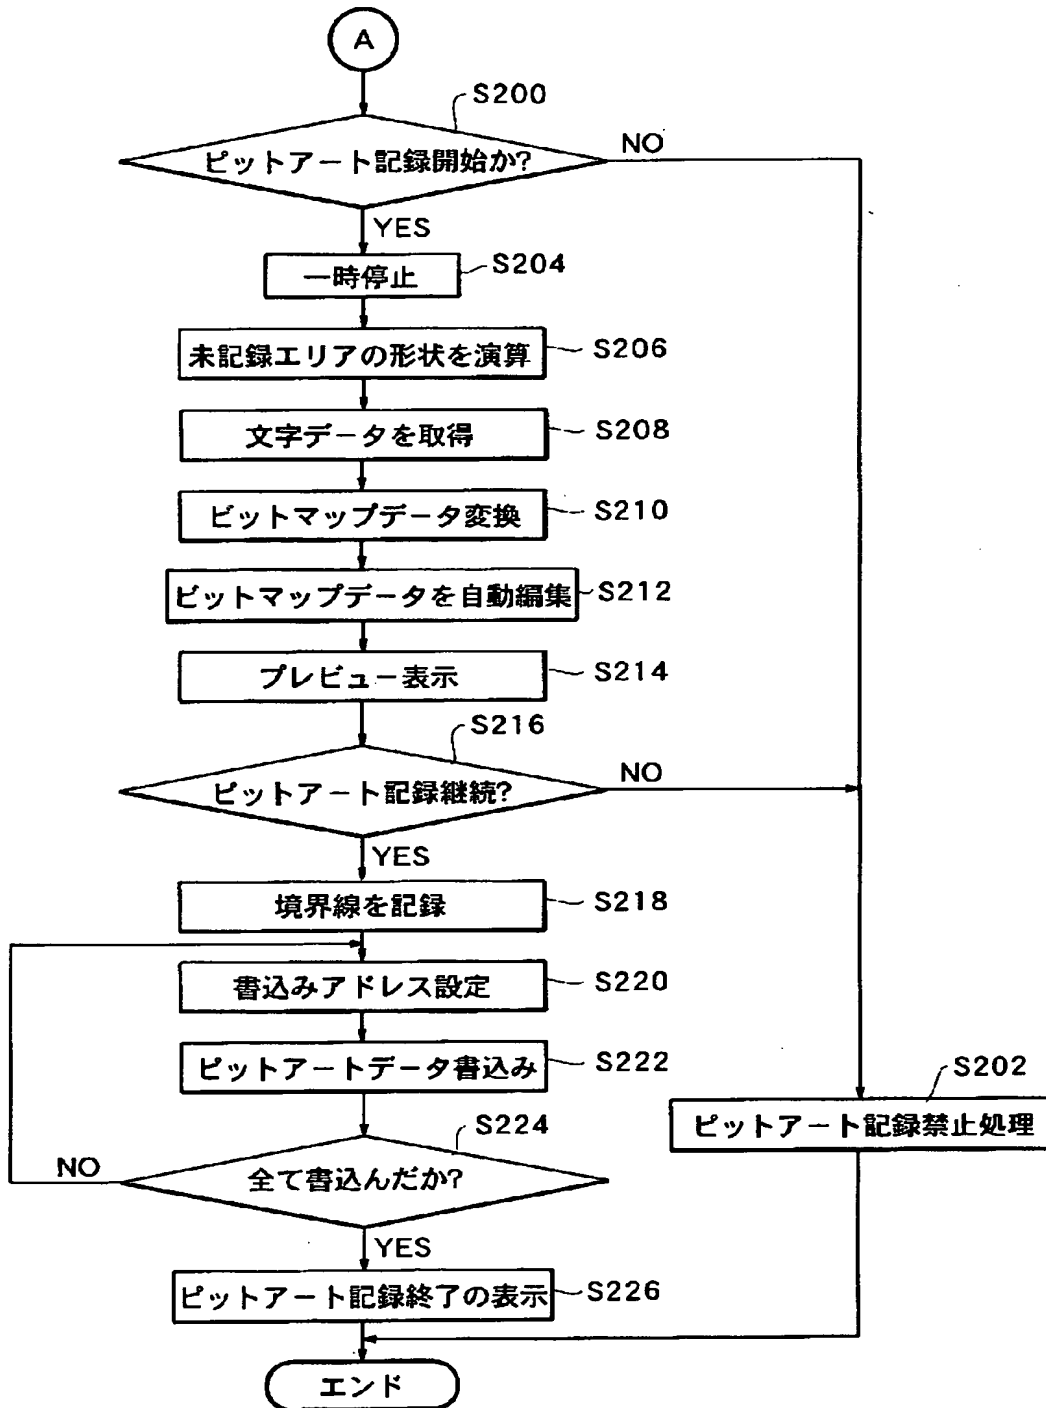 A
S200
ピットアート記録開始か?
NO
YES
一時停止
S204
未記録エリアの形状を演算
S206
文字データを取得
S208
ビットマップデータ変換
S210
ビットマップデータを自動編集
S212
プレビュー表示
S214
S216
ピットアート記録継続?
NO
YES
境界線を記録
S218
書込みアドレス設定
S220
ピットアートデータ書込み
S222
S202
ピットアート記録禁止処理
S224
全て書込んだか?
NO
YES
ピットアート記録終了の表示
S226
エンド